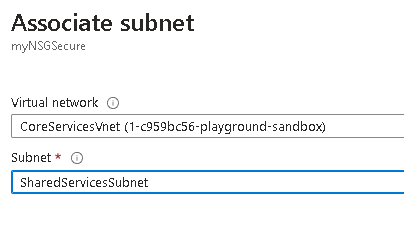 Associate subnet
myNSGSecure
Virtual network
CoreServicesVnet (1-c959bc56-playground-sandbox)
Subnet *
SharedServicesSubnet